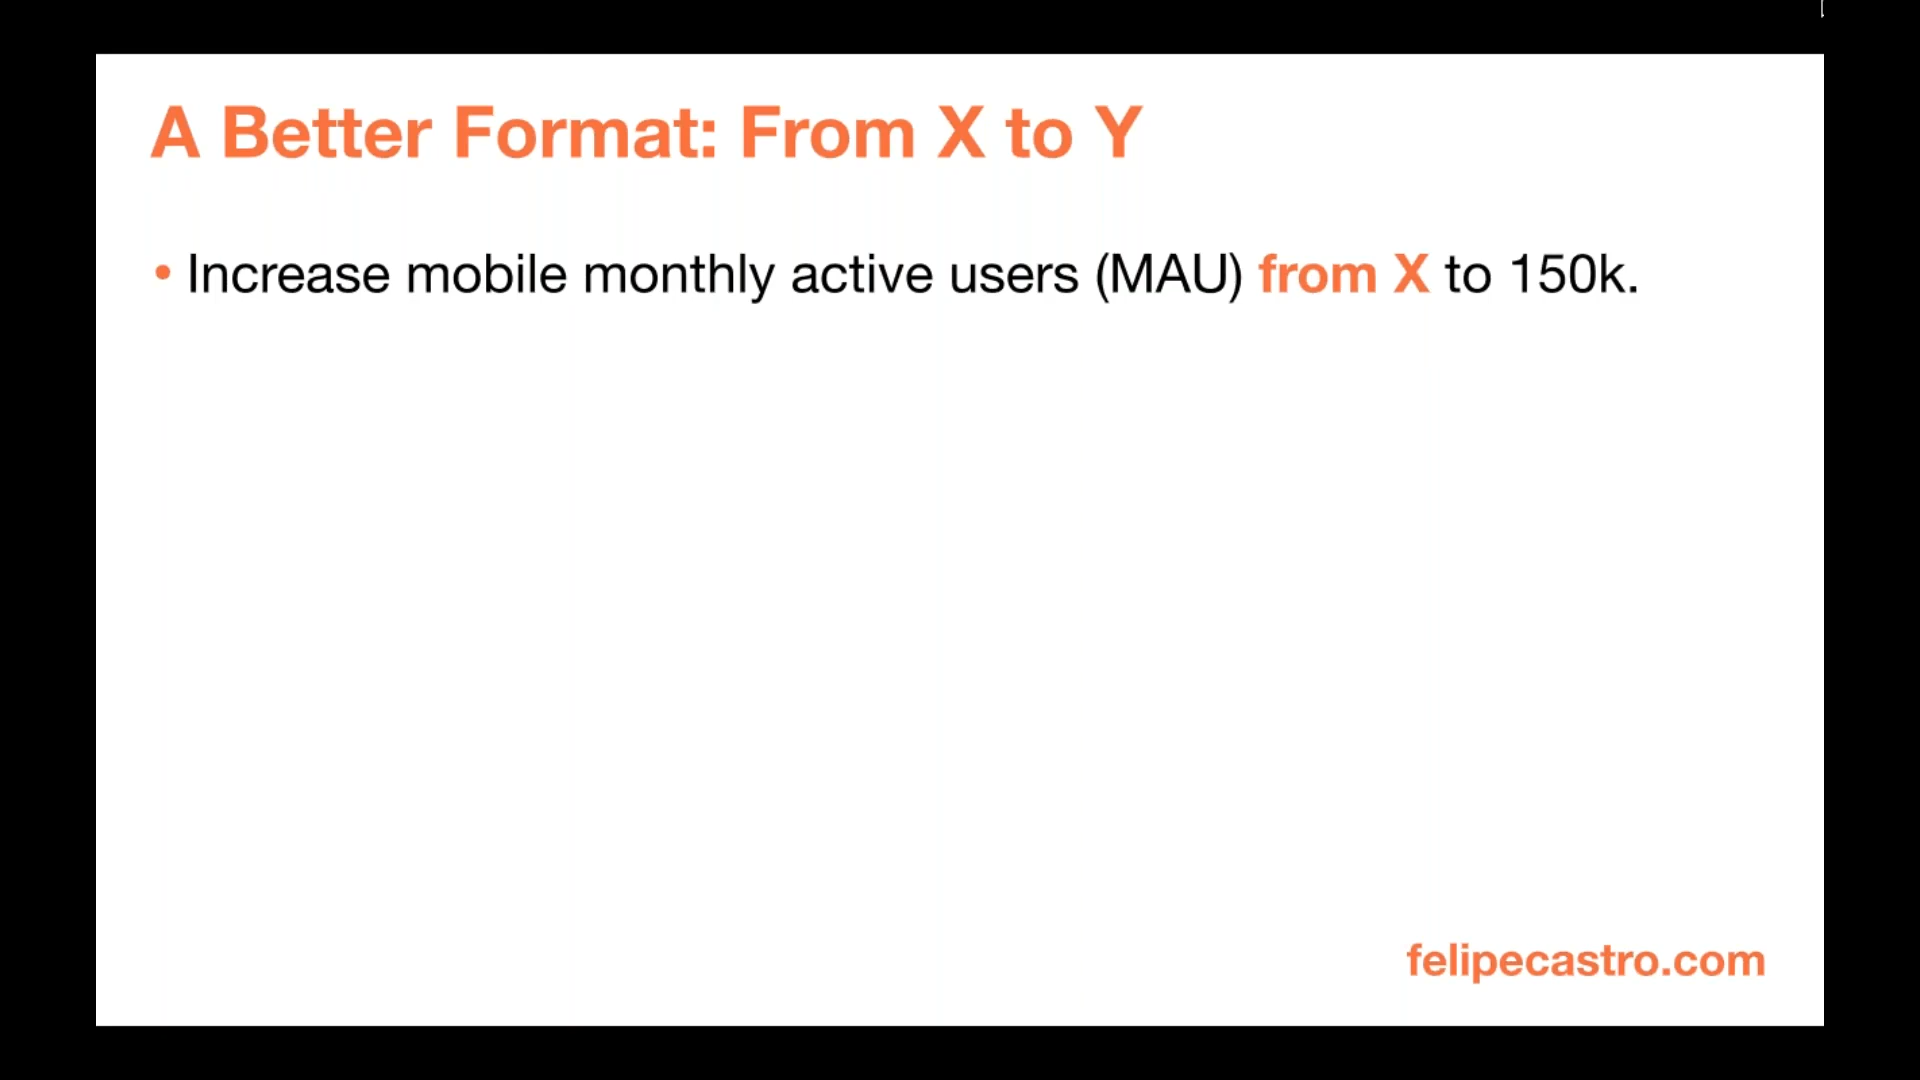 A Better Format: From X to Y
• Increase mobile monthly active users (MAU) from X to 150k.
felipecastro.com